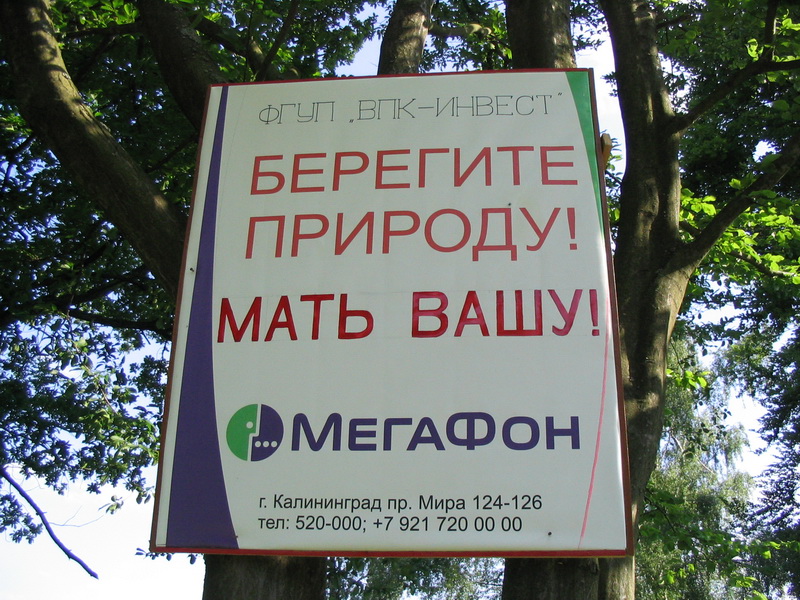 ФГУП „ВПК-ИНВЕСТ"
БЕРЕГИТЕ
ПРИРОДУ!
МАТЬ ВАШУ!
МЕГАФОН
г. Калининград пр. Мира 124-126
тел: 520-000; +7 921 720 00 00